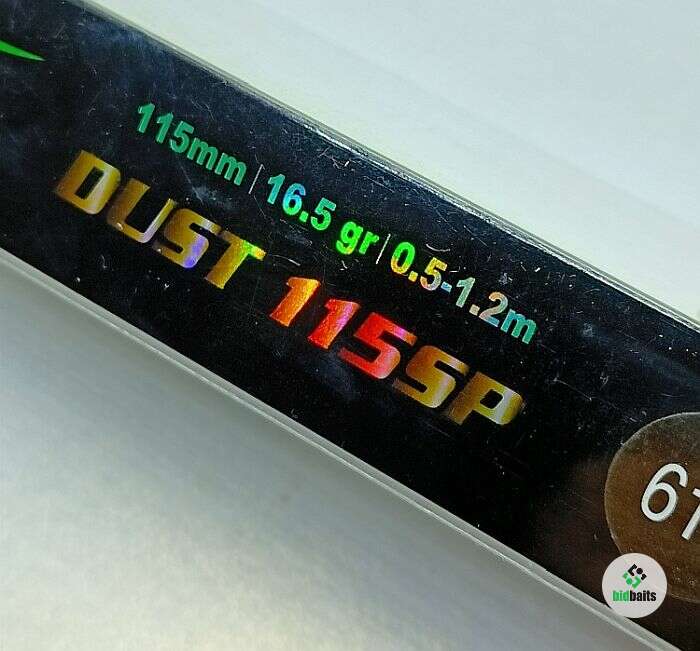 115mm | 16.5 gr | 0.5-1.2m
DUST 115SP
bidbaits